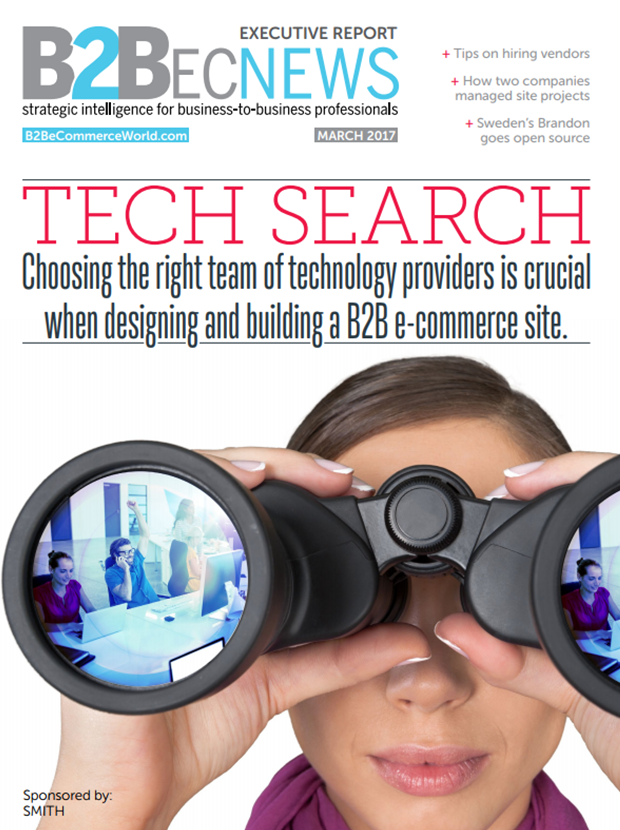 EXECUTIVE REPORT
B2BECNEWS
strategic intelligence for business-to-business professionals
B2BeCommerceWorld.com
MARCH 2017
+ Tips on hiring vendors
+ How two companies
managed site projects
+ Sweden's Brandon
goes open source
TECH SEARCH
Choosing the right team of technology providers is crucial
when designing and building a B2B e-commerce site.
Sponsored by:
SMITH